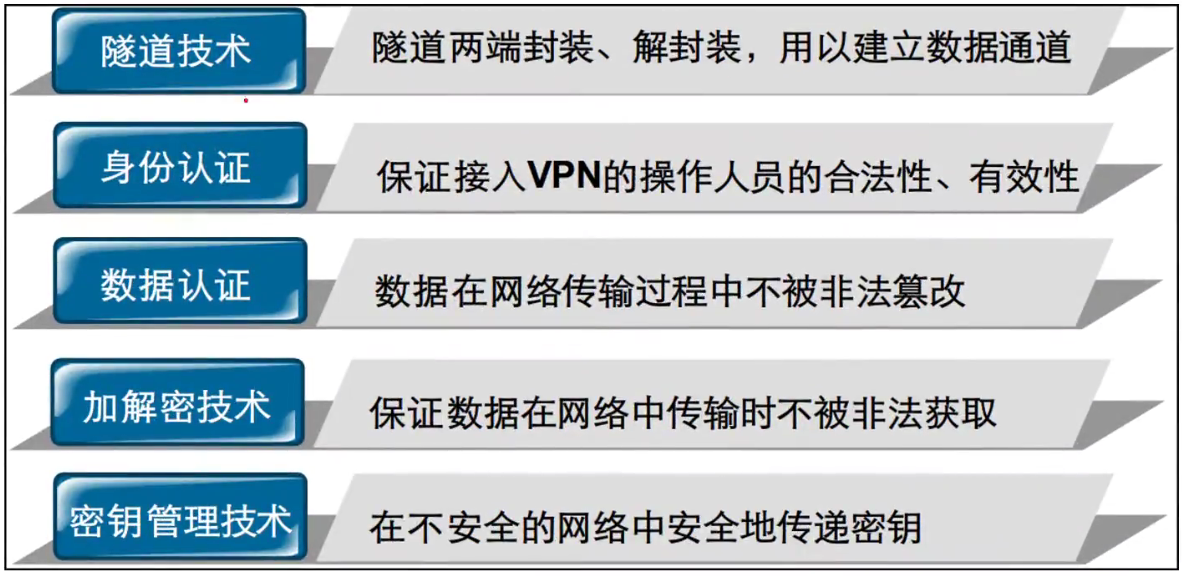 隧道技术
隧道两端封装、解封装，用以建立数据通道
身份认证
保证接入VPN的操作人员的合法性、有效性
数据认证
数据在网络传输过程中不被非法篡改
加解密技术
保证数据在网络中传输时不被非法获取
密钥管理技术
在不安全的网络中安全地传递密钥